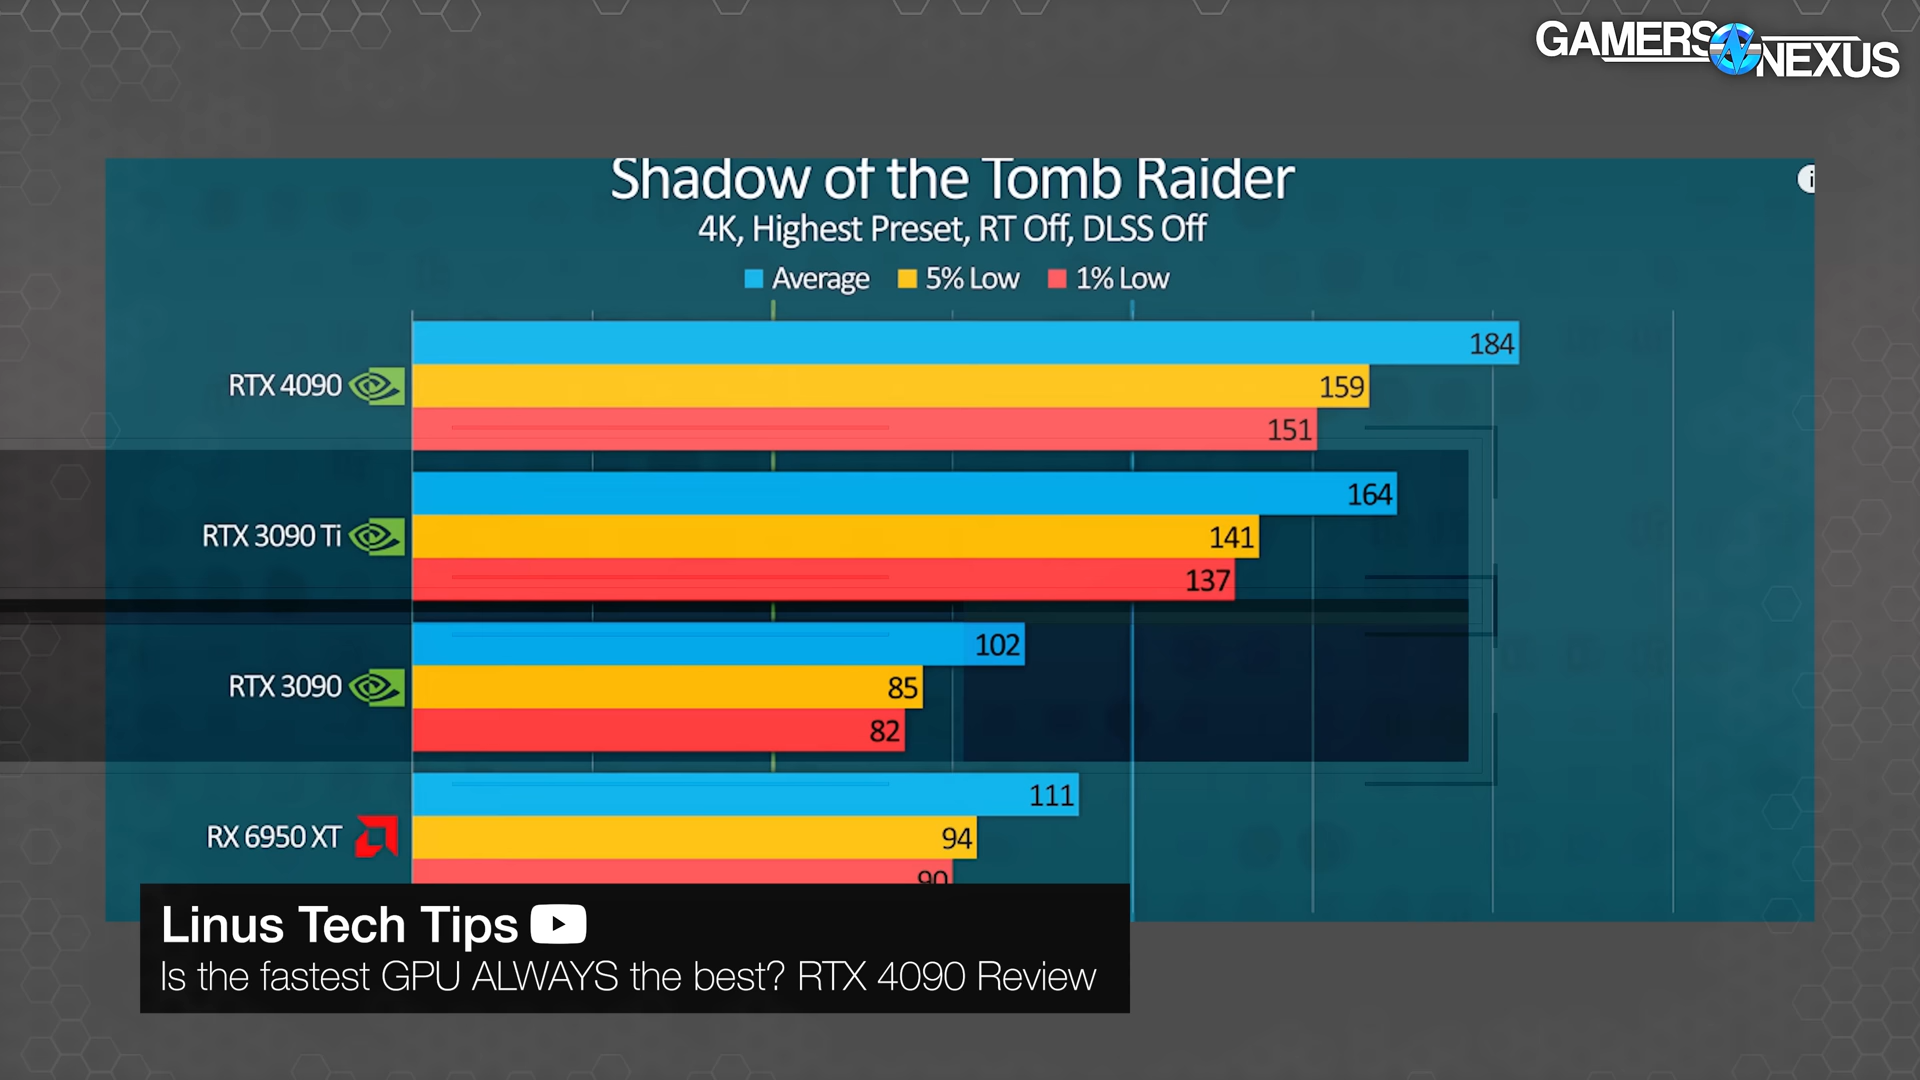 GAMERS NEXUS
Shadow of the Tomb Raider
4K, Highest Preset, RT Off, DLSS Off
Average 5% Low 1% Low
184
RTX 4090 159
151
164
RTX 3090 Ti 141
137
102
RTX 3090 85
82
111
RX 6950 XT 94
90
Linus Tech Tips
Is the fastest GPU ALWAYS the best? RTX 4090 Review